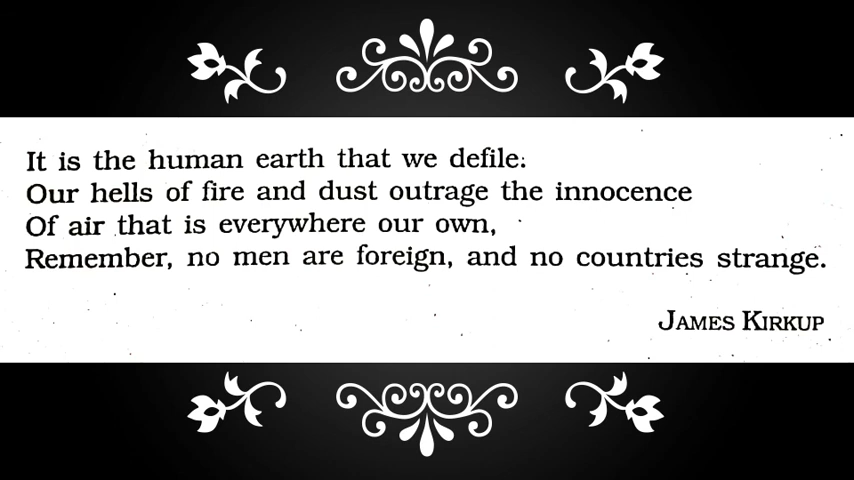 It is the human earth that we defile.
Our hells of fire and dust outrage the innocence
Of air that is everywhere our own,
Remember, no men are foreign, and no countries strange.
JAMES KIRKUP